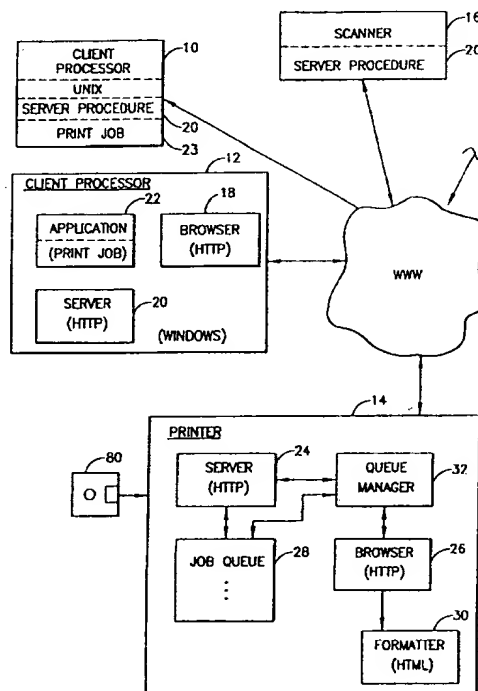 CLIENT
PROCESSOR
UNIX
SERVER PROCEDURE
PRINT JOB
10
20
23
SCANNER
SERVER PROCEDURE
16
20
12
CLIENT PROCESSOR
22
APPLICATION
(PRINT JOB)
18
BROWSER
(HTTP)
20
SERVER
(HTTP)
(WINDOWS)
WWW
14
PRINTER
80
24
SERVER
(HTTP)
QUEUE
MANAGER
32
JOB QUEUE
28
BROWSER
(HTTP)
26
30
FORMATTER
(HTML)